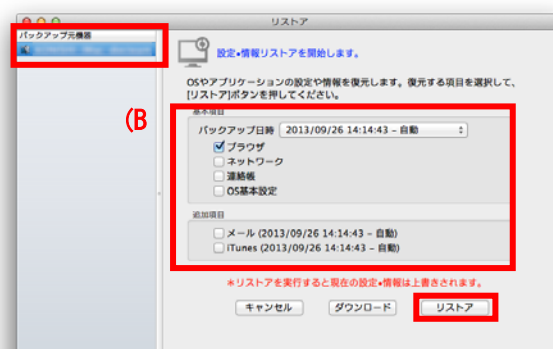 リストア
バックアップ元機器
設定・情報リストアを開始します。
OSやアプリケーションの設定や情報を復元します。復元する項目を選択して、
[リストア]ボタンを押してください。
(B
基本項目
バックアップ日時 2013/09/26 14:14:43 – 自動
ブラウザ
ネットワーク
連絡帳
OS基本設定
追加項目
メール (2013/09/26 14:14:43 – 自動)
iTunes (2013/09/26 14:14:43 – 自動)
*リストアを実行すると現在の設定・情報は上書きされます。
キャンセル ダウンロード リストア